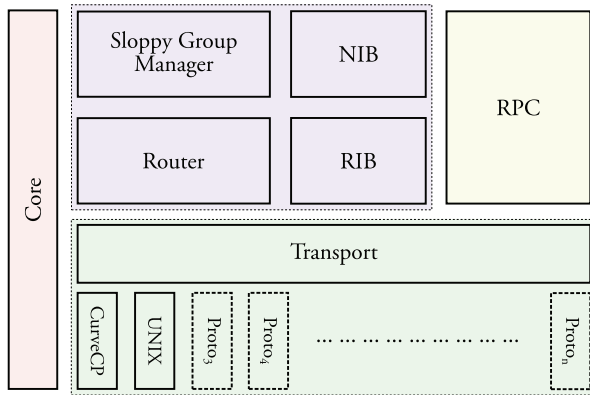 Core
Sloppy Group
Manager
NIB
RPC
Router
RIB
Transport
CurveCP
UNIX
Proto₃
Proto₄
... ... ... ... ... ... ... ... ...
Protoₙ